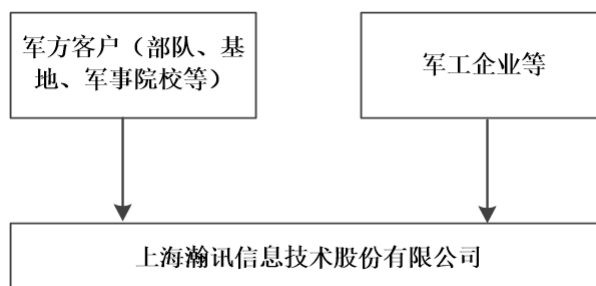 军方客户（部队、基
地、军事院校等）
军工企业等
上海瀚讯信息技术股份有限公司